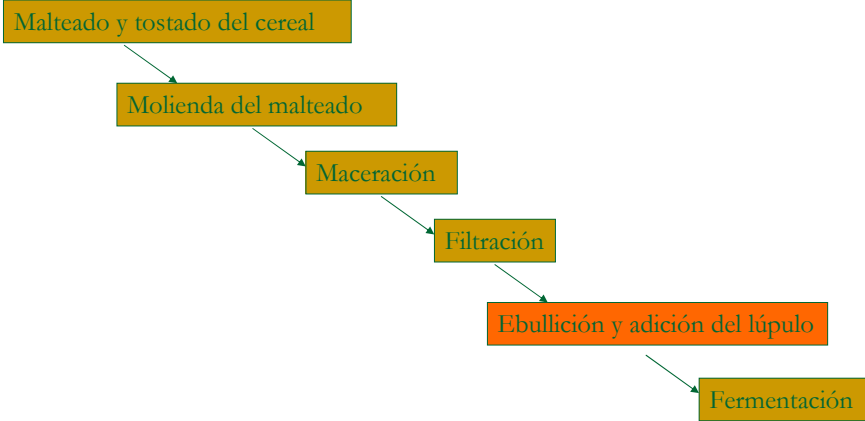 Malteado y tostado del cereal
Molienda del malteado
Maceración
Filtración
Ebullición y adición del lúpulo
Fermentación